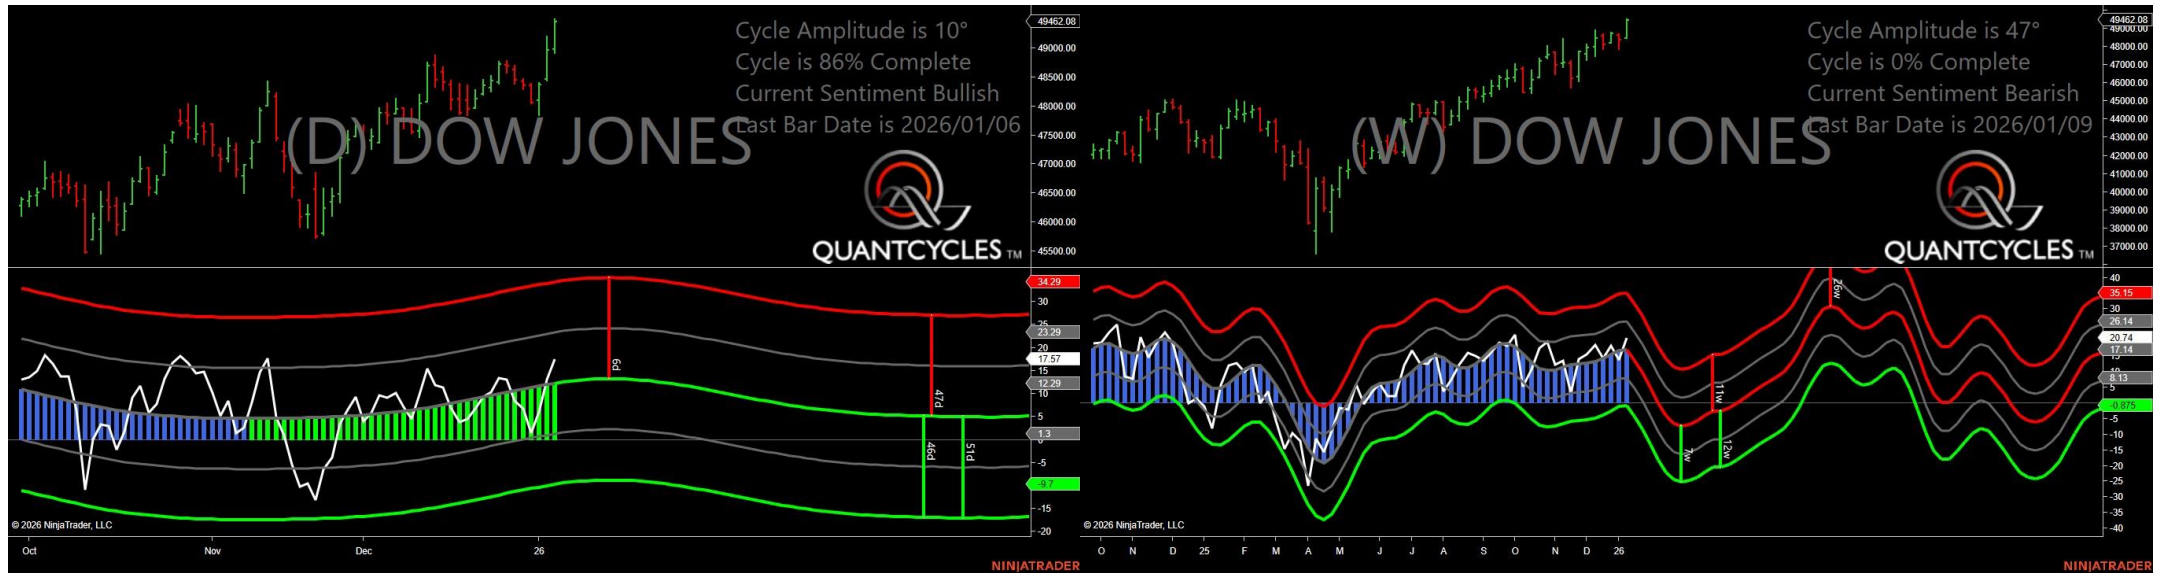 Cycle Amplitude is 10°
Cycle is 86% Complete
Current Sentiment Bullish
Last Bar Date is 2026/01/06
(D) DOW JONES
QUANTCYCLES TM
49462.08
49000.00
48500.00
48000.00
47500.00
47000.00
46500.00
46000.00
45500.00
34.29
30
25
23.29
20
17.57
15
12.29
10
5
1.3
0
-5
-9.7
-15
-20
6d
47d
46d
51d
© 2026 NinjaTrader, LLC
Oct Nov Dec 26
NINJATRADER
Cycle Amplitude is 47°
Cycle is 0% Complete
Current Sentiment Bearish
Last Bar Date is 2026/01/09
(W) DOW JONES
QUANTCYCLES TM
49462.08
49000.00
48000.00
47000.00
46000.00
45000.00
44000.00
43000.00
42000.00
41000.00
40000.00
39000.00
38000.00
37000.00
40
35.15
30
26.14
20.74
17.14
15
8.13
5
-0.875
-5
-10
-15
-20
-25
-30
-35
-40
26w
11w
7w
12w
© 2026 NinjaTrader, LLC
O N D 25 F M A M J J A S O N D 26
NINJATRADER